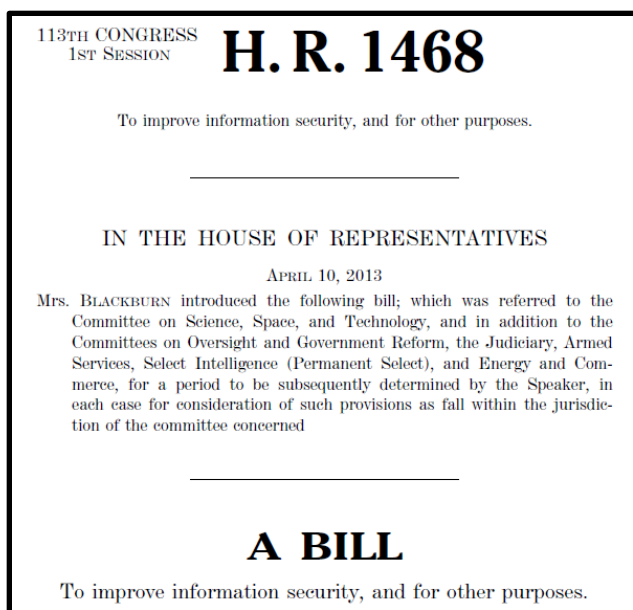 113TH CONGRESS
1ST SESSION
H. R. 1468
To improve information security, and for other purposes.
IN THE HOUSE OF REPRESENTATIVES
APRIL 10, 2013
Mrs. BLACKBURN introduced the following bill; which was referred to the
Committee on Science, Space, and Technology, and in addition to the
Committees on Oversight and Government Reform, the Judiciary, Armed
Services, Select Intelligence (Permanent Select), and Energy and Com-
merce, for a period to be subsequently determined by the Speaker, in
each case for consideration of such provisions as fall within the jurisdic-
tion of the committee concerned
A BILL
To improve information security, and for other purposes.